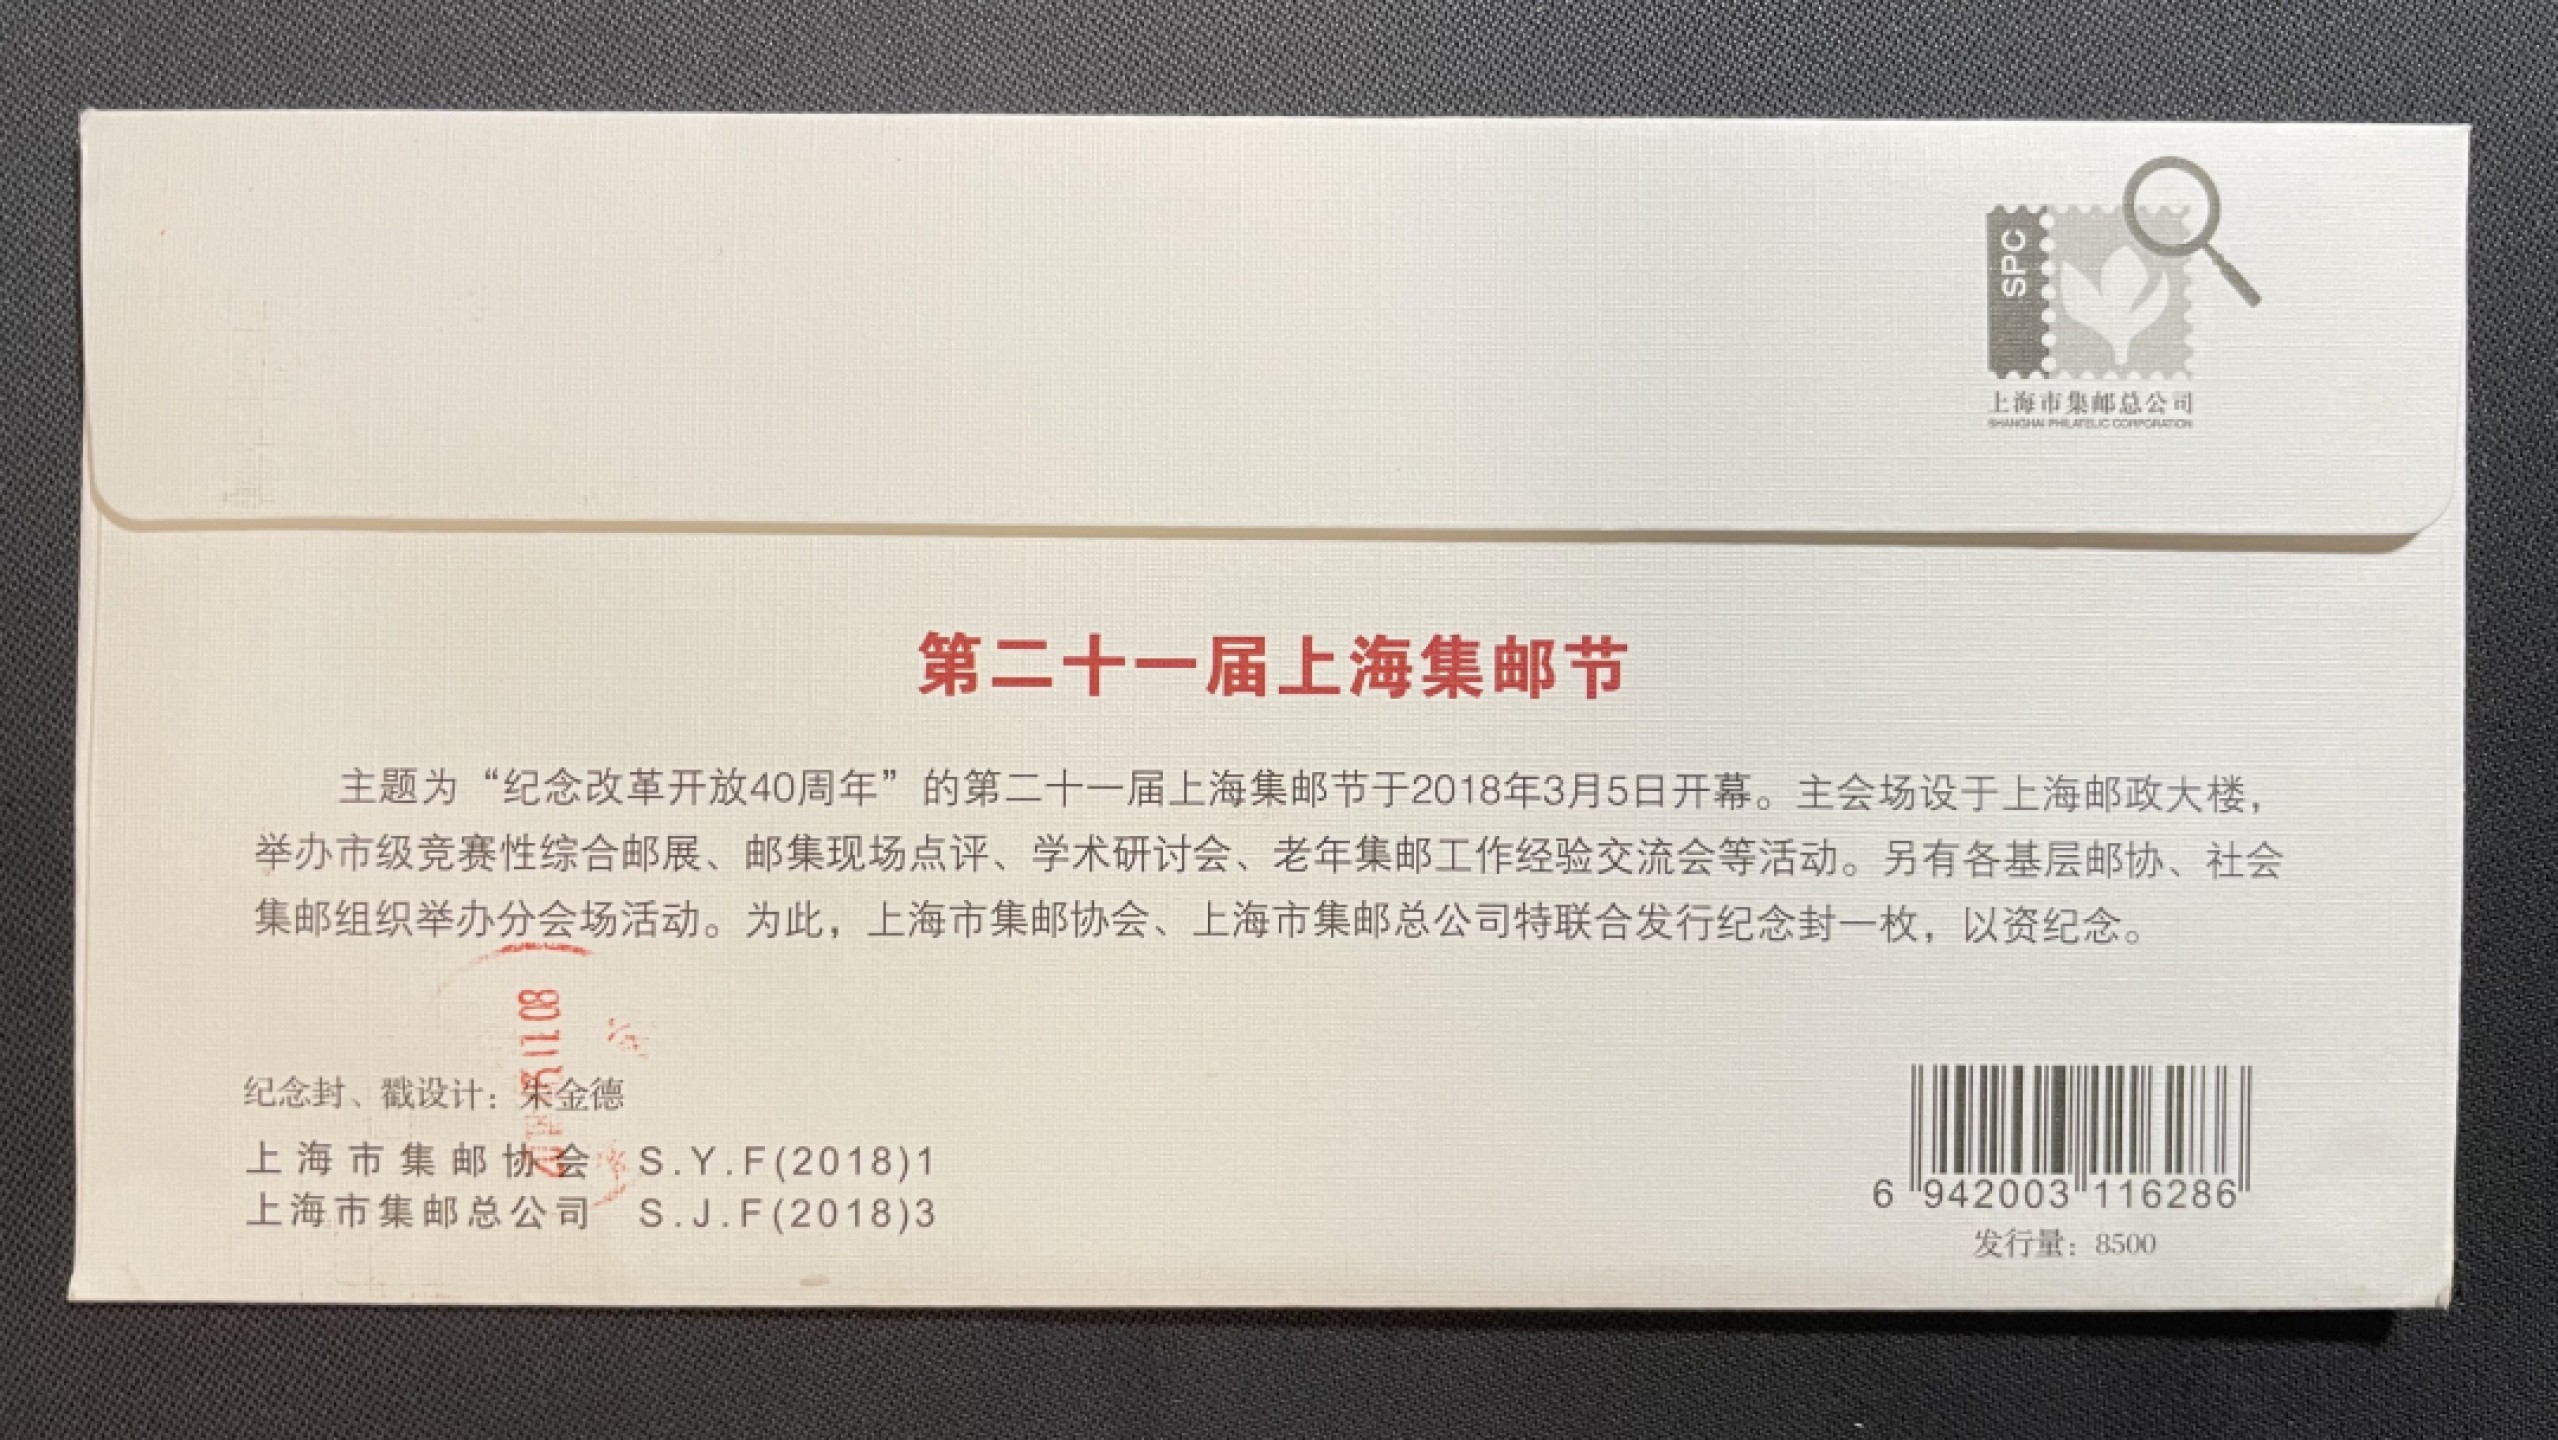 SPC
上海市集邮总公司
SHANGHAI PHILATELIC CORPORATION
第二十一届上海集邮节
主题为“纪念改革开放40周年”的第二十一届上海集邮节于2018年3月5日开幕。主会场设于上海邮政大楼，
举办市级竞赛性综合邮展、邮集现场点评、学术研讨会、老年集邮工作经验交流会等活动。另有各基层邮协、社会
集邮组织举办分会场活动。为此，上海市集邮协会、上海市集邮总公司特联合发行纪念封一枚，以资纪念。
纪念封、戳设计：朱金德
上海市集邮协会 S.Y.F(2018)1
上海市集邮总公司 S.J.F(2018)3
6 942003 116286
发行量：8500